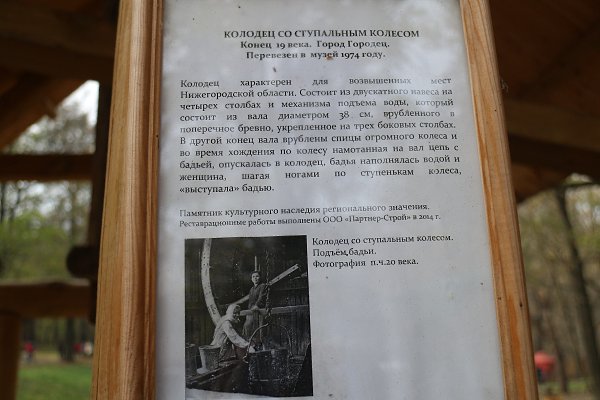 КОЛОДЕЦ СО СТУПАЛЬНЫМ КОЛЕСОМ
Конец 19 века. Город Городец.
Перевезен в музей 1974 году.
Колодец характерен для возвышенных мест
Нижегородской области. Состоит из двускатного навеса на
четырех столбах и механизма подъема воды, который
состоит из вала диаметром 38 см, врубленного в
поперечное бревно, укрепленное на трех боковых столбах.
В другой конец вала врублены спицы огромного колеса и
во время хождения по колесу намотанная на вал цепь с
бадьей, опускалась в колодец, бадья наполнялась водой и
женщина, шагая ногами по ступенькам колеса,
«выступала» бадью.
Памятник культурного наследия регионального значения.
Реставрационные работы выполнены ООО «Партнер-Строй» в 2014 г.
Колодец со ступальным колесом.
Подъём бадьи.
Фотография п.ч.20 века.